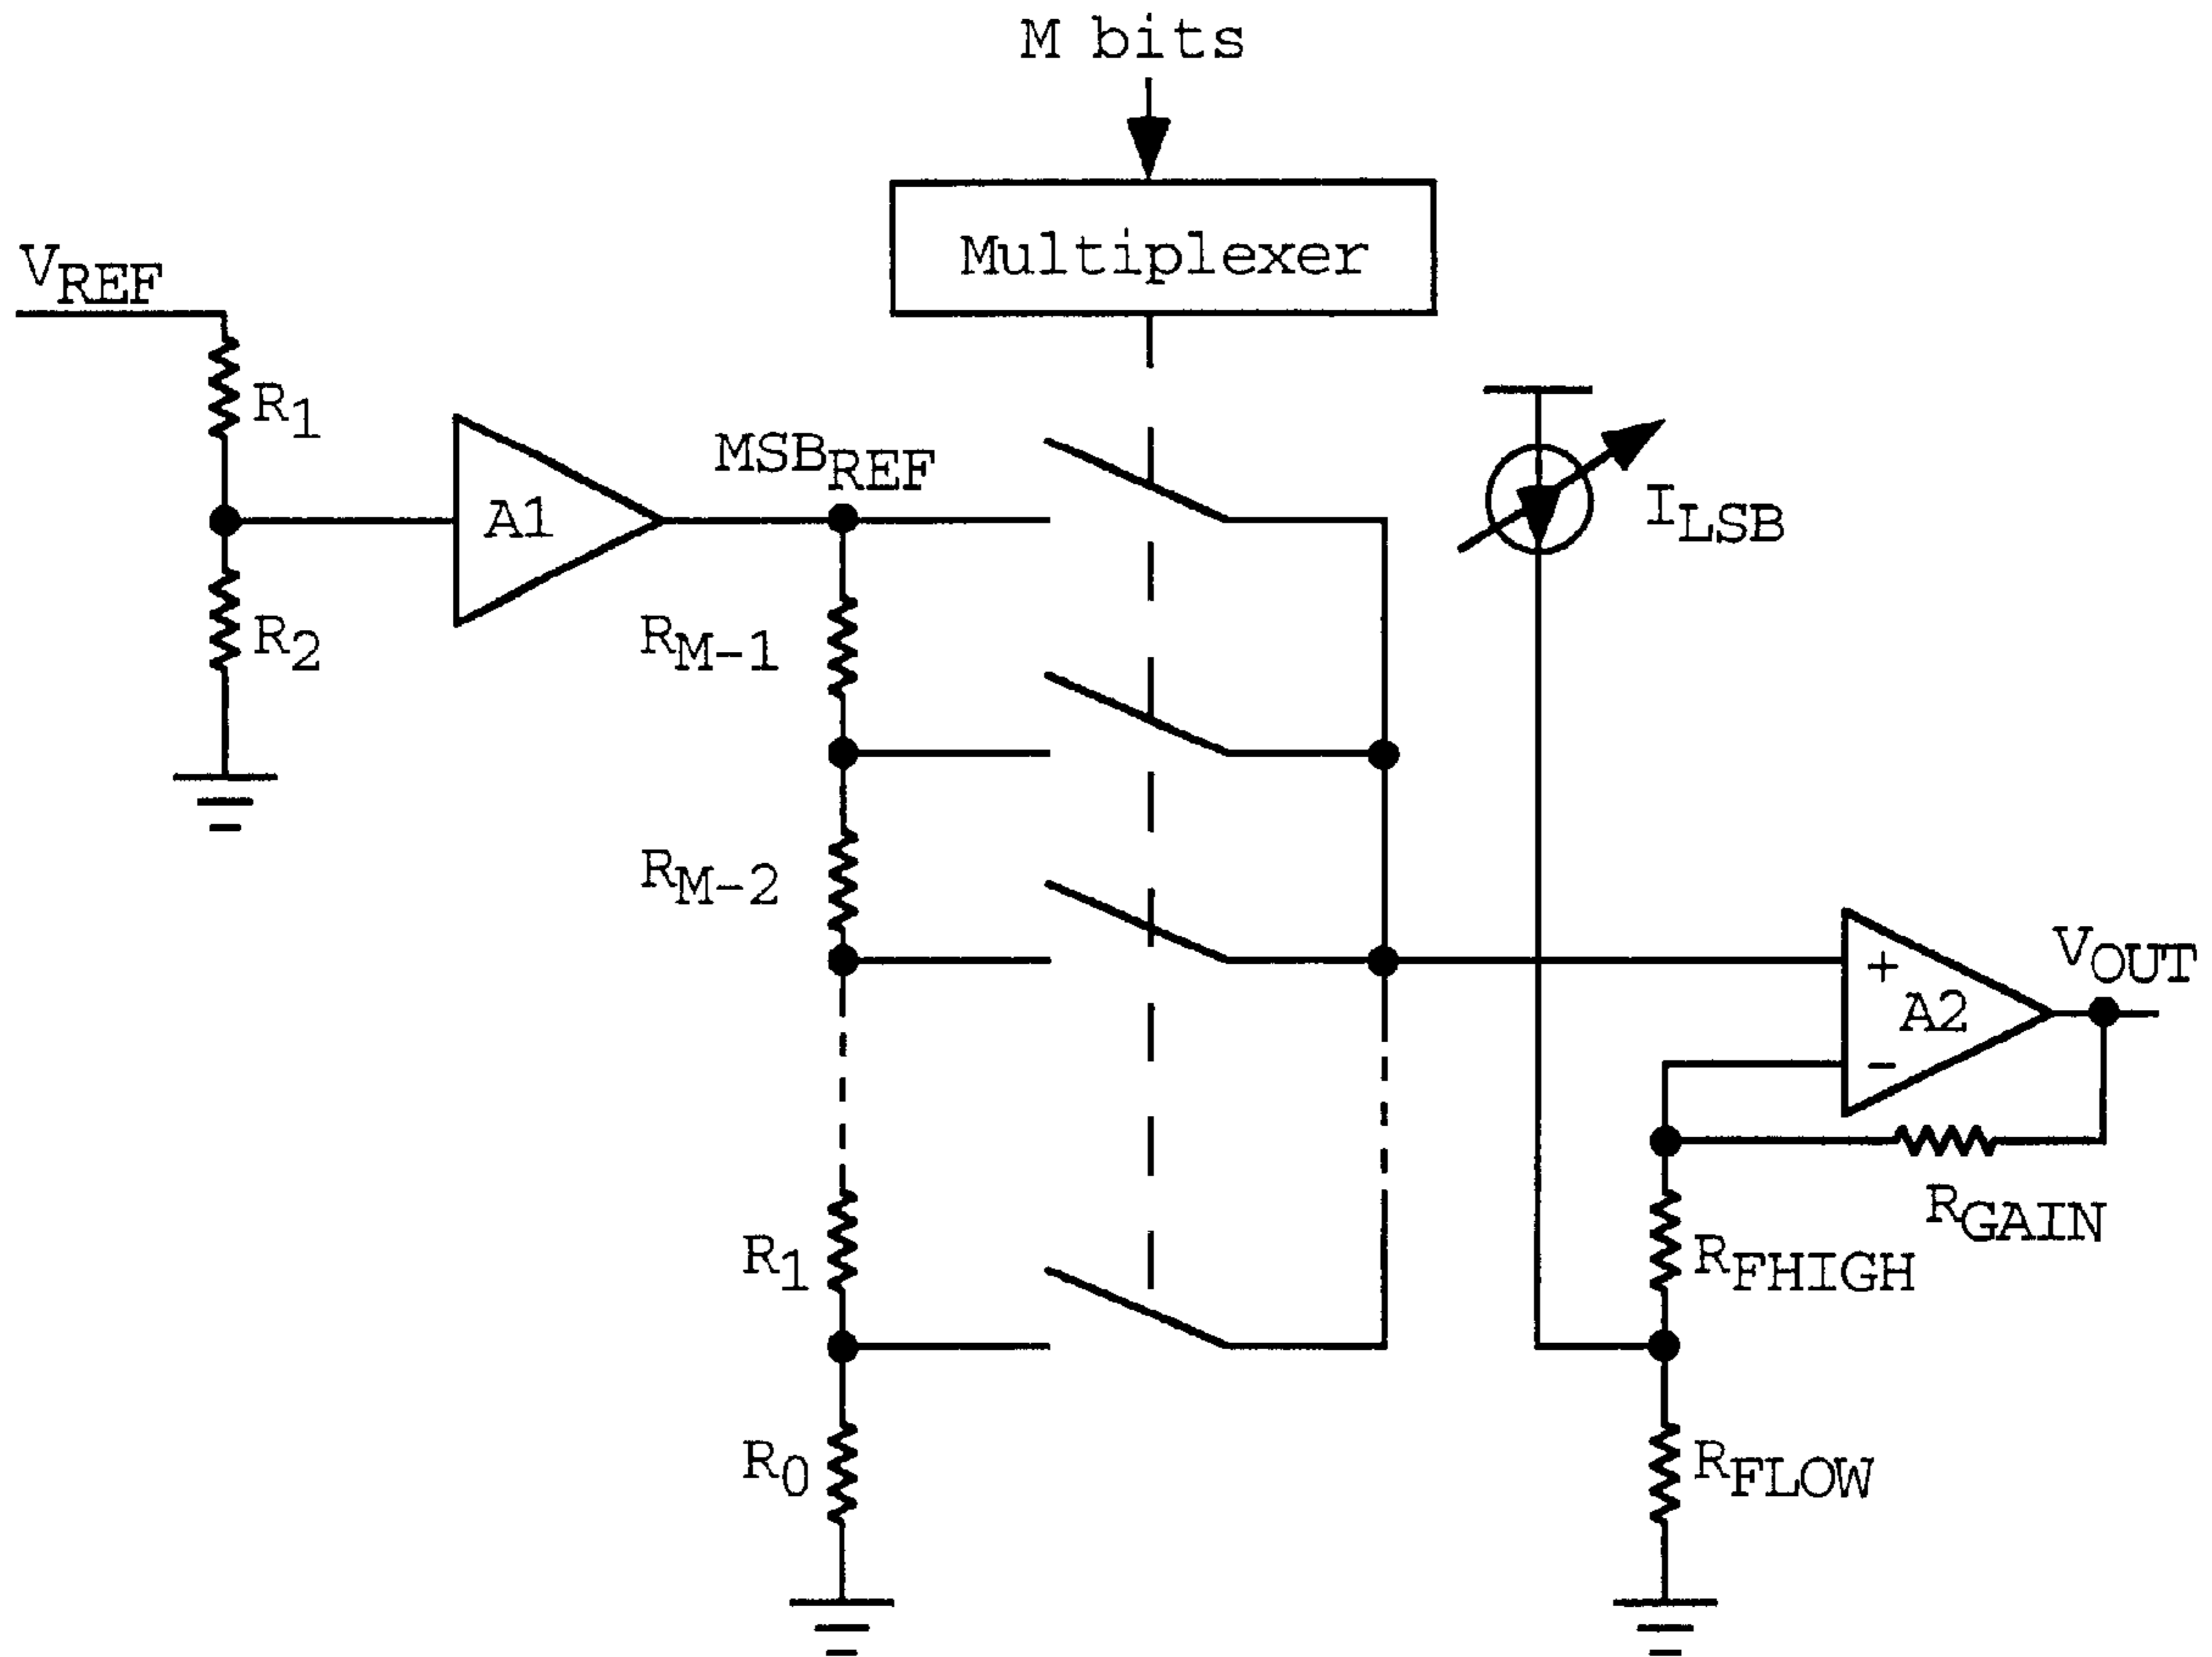 M bits
Multiplexer
VREF
R1
A1
MSBREF
ILSB
R2
RM-1
RM-2
+
A2
-
VOUT
RGAIN
R1
RFHIGH
R0
RFLOW